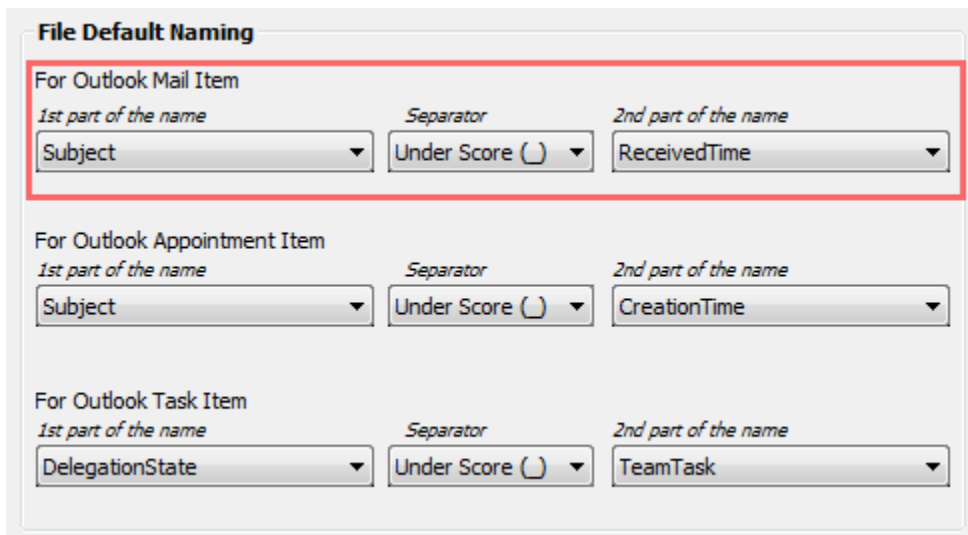 File Default Naming
For Outlook Mail Item
1st part of the name Separator 2nd part of the name
Subject Under Score (_) ReceivedTime
For Outlook Appointment Item
1st part of the name Separator 2nd part of the name
Subject Under Score (_) CreationTime
For Outlook Task Item
1st part of the name Separator 2nd part of the name
DelegationState Under Score (_) TeamTask